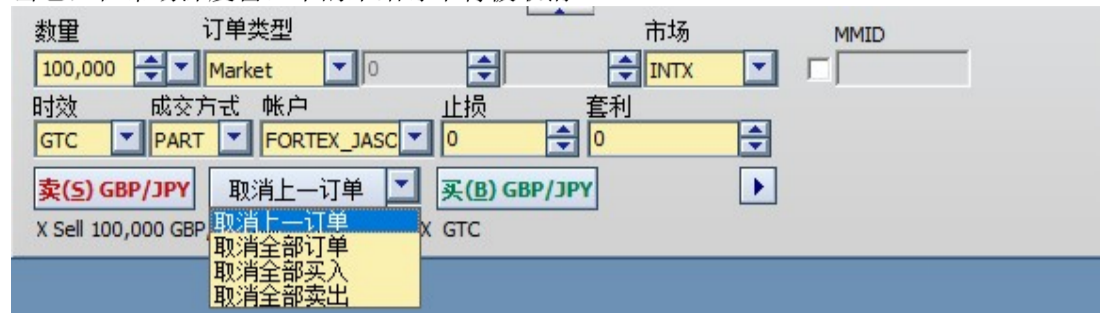 数量 订单类型 市场 MMID
100,000 Market 0 INTX
时效 成交方式 帐户 止损 套利
GTC PART FORTEX_JASC 0 0
卖(S) GBP/JPY 取消上一订单 买(B) GBP/JPY
X Sell 100,000 GBP X GTC
取消上一订单
取消全部订单
取消全部买入
取消全部卖出